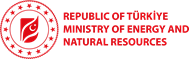 REPUBLIC OF TÜRKİYE
MINISTRY OF ENERGY AND
NATURAL RESOURCES